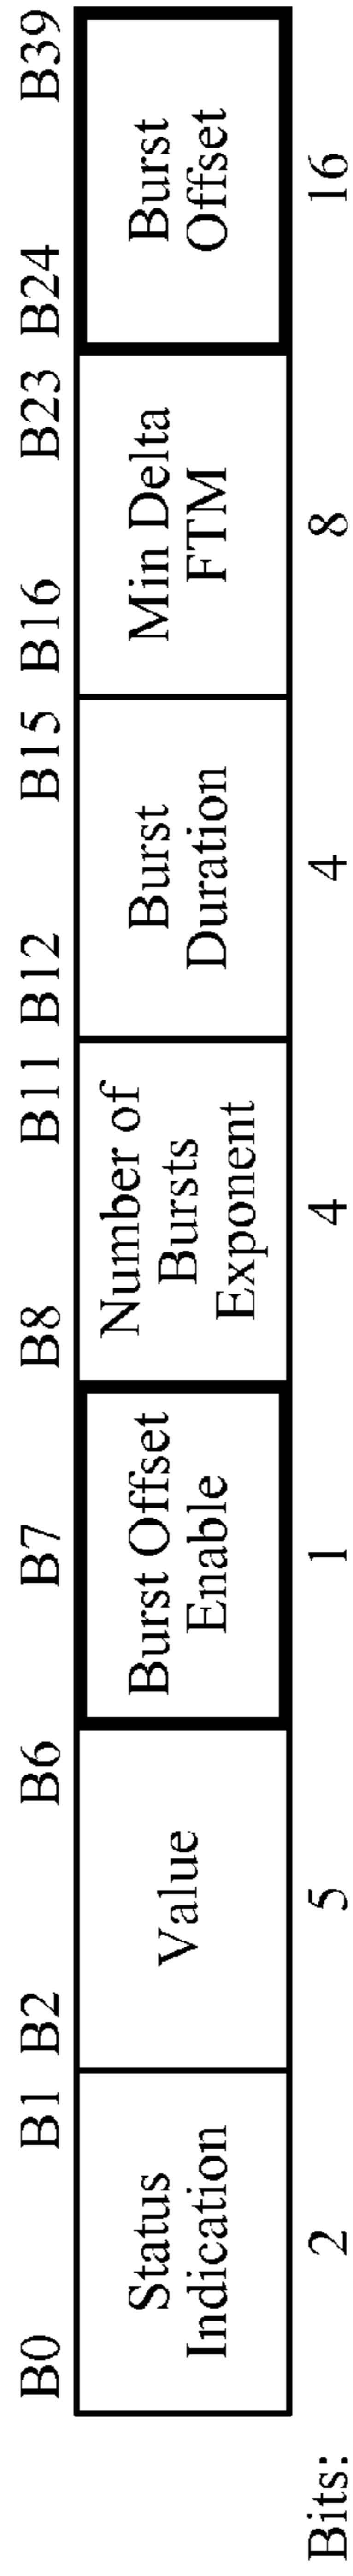 B0 B1 B2 B6 B7 B8 B11 B12 B15 B16 B23 B24 B39
Status
Indication
Value
Burst Offset
Enable
Number of
Bursts
Exponent
Burst
Duration
Min Delta
FTM
Burst
Offset
Bits: 2 5 1 4 4 8 16